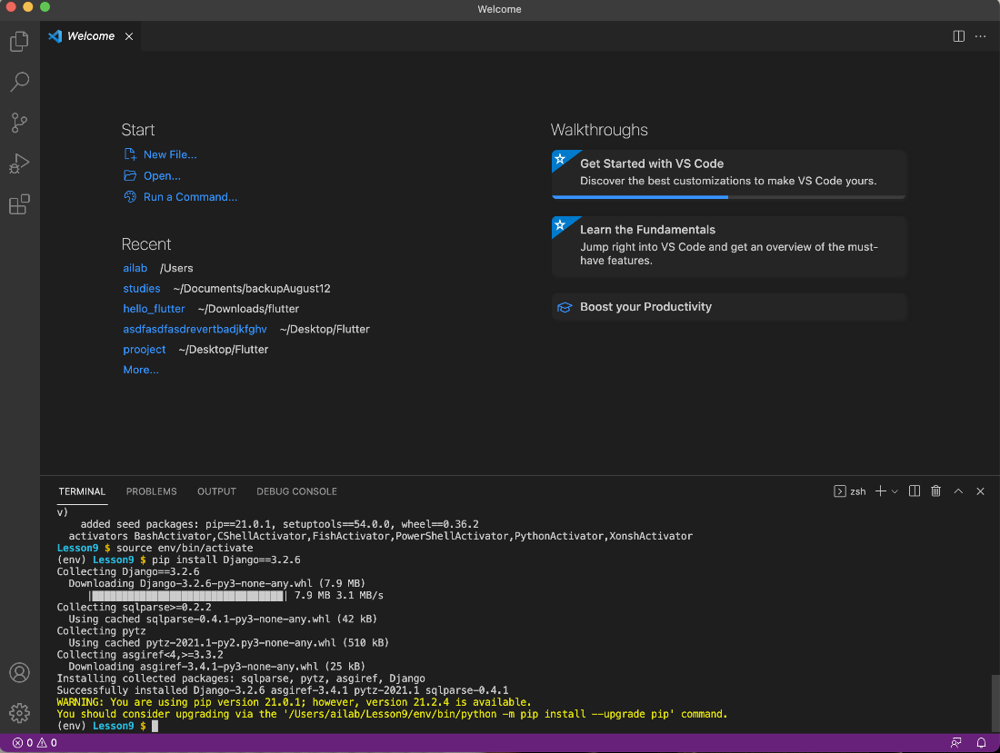 Welcome
Welcome
Start
New File...
Open...
Run a Command...
Recent
ailab /Users
studies ~/Documents/backupAugust12
hello_flutter ~/Downloads/flutter
asdfasdfasdrevertbadjkfghv ~/Desktop/Flutter
prooject ~/Desktop/Flutter
More...
Walkthroughs
Get Started with VS Code
Discover the best customizations to make VS Code yours.
Learn the Fundamentals
Jump right into VS Code and get an overview of the must-
have features.
Boost your Productivity
TERMINAL PROBLEMS OUTPUT DEBUG CONSOLE zsh
v)
added seed packages: pip==21.0.1, setuptools==54.0.0, wheel==0.36.2
activators BashActivator,CShellActivator,FishActivator,PowerShellActivator,PythonActivator,XonshActivator
Lesson9 $ source env/bin/activate
(env) Lesson9 $ pip install Django==3.2.6
Collecting Django==3.2.6
Downloading Django-3.2.6-py3-none-any.whl (7.9 MB)
|████████████████████████████████| 7.9 MB 3.1 MB/s
Collecting sqlparse>=0.2.2
Using cached sqlparse-0.4.1-py3-none-any.whl (42 kB)
Collecting pytz
Using cached pytz-2021.1-py2.py3-none-any.whl (510 kB)
Collecting asgiref<4,>=3.3.2
Downloading asgiref-3.4.1-py3-none-any.whl (25 kB)
Installing collected packages: sqlparse, pytz, asgiref, Django
Successfully installed Django-3.2.6 asgiref-3.4.1 pytz-2021.1 sqlparse-0.4.1
WARNING: You are using pip version 21.0.1; however, version 21.2.4 is available.
You should consider upgrading via the '/Users/ailab/Lesson9/env/bin/python -m pip install --upgrade pip' command.
(env) Lesson9 $
0 0